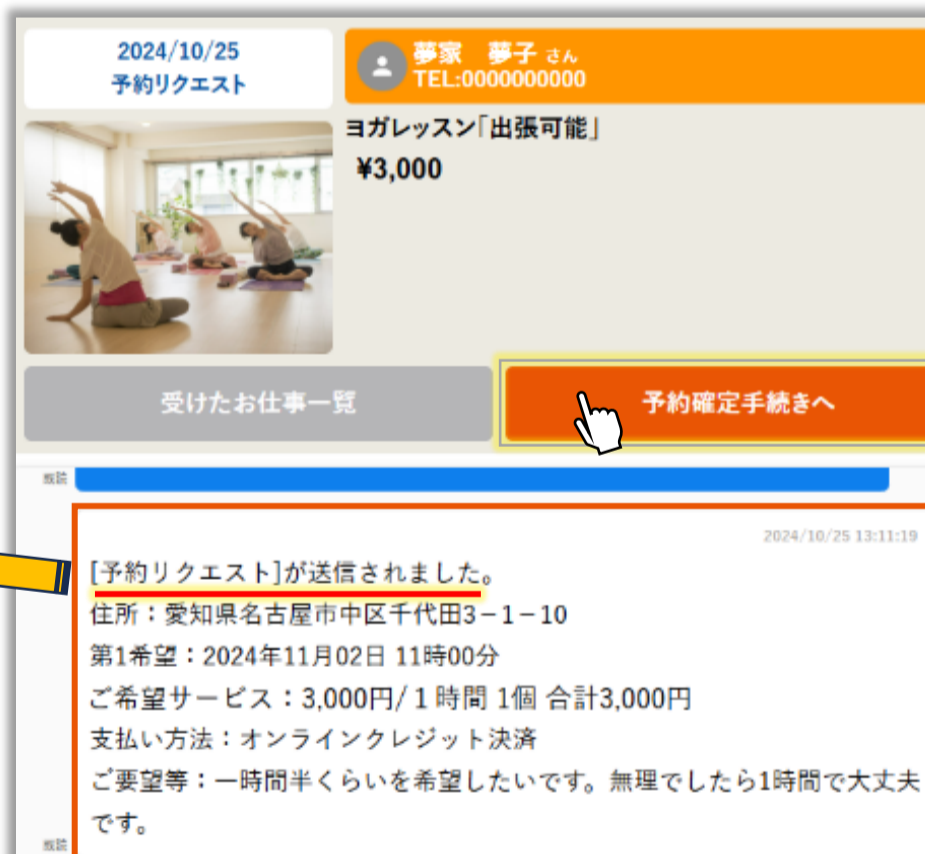 2024/10/25
予約リクエスト
夢家　夢子 さん
TEL:0000000000
ヨガレッスン「出張可能」
¥3,000
受けたお仕事一覧
予約確定手続きへ
既読
2024/10/25 13:11:19
[予約リクエスト]が送信されました。
住所：愛知県名古屋市中区千代田3－1－10
第1希望：2024年11月02日 11時00分
ご希望サービス：3,000円/１時間 1個 合計3,000円
支払い方法：オンラインクレジット決済
ご要望等：一時間半くらいを希望したいです。無理でしたら1時間で大丈夫
です。
既読